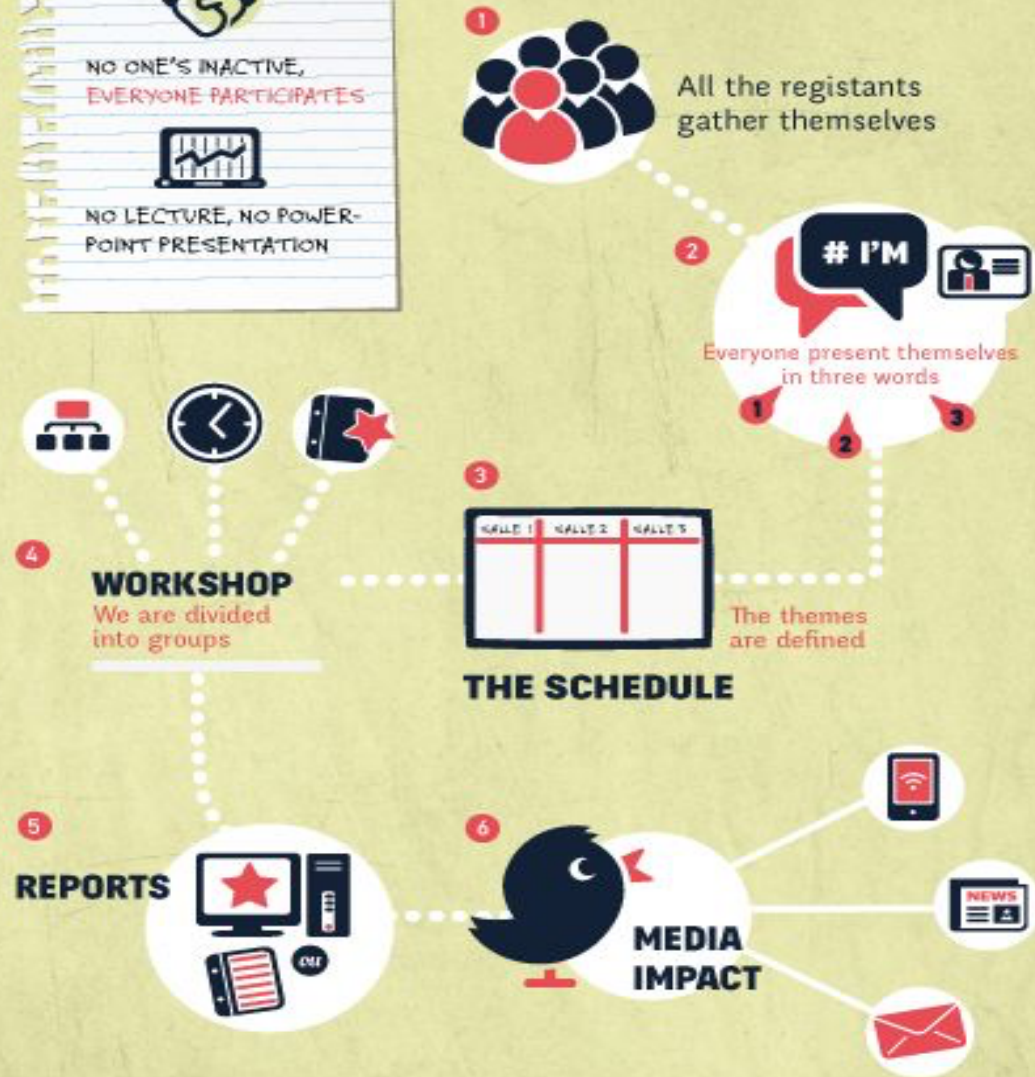 NO ONE'S INACTIVE,
EVERYONE PARTICIPATES
NO LECTURE, NO POWER-
POINT PRESENTATION
1
All the registants
gather themselves
2
# I'M
Everyone present themselves
in three words
1
2
3
3
SALLE 1 SALLE 2 SALLE 3
The themes
are defined
THE SCHEDULE
4
WORKSHOP
We are divided
into groups
5
REPORTS
ou
6
MEDIA
IMPACT
NEWS